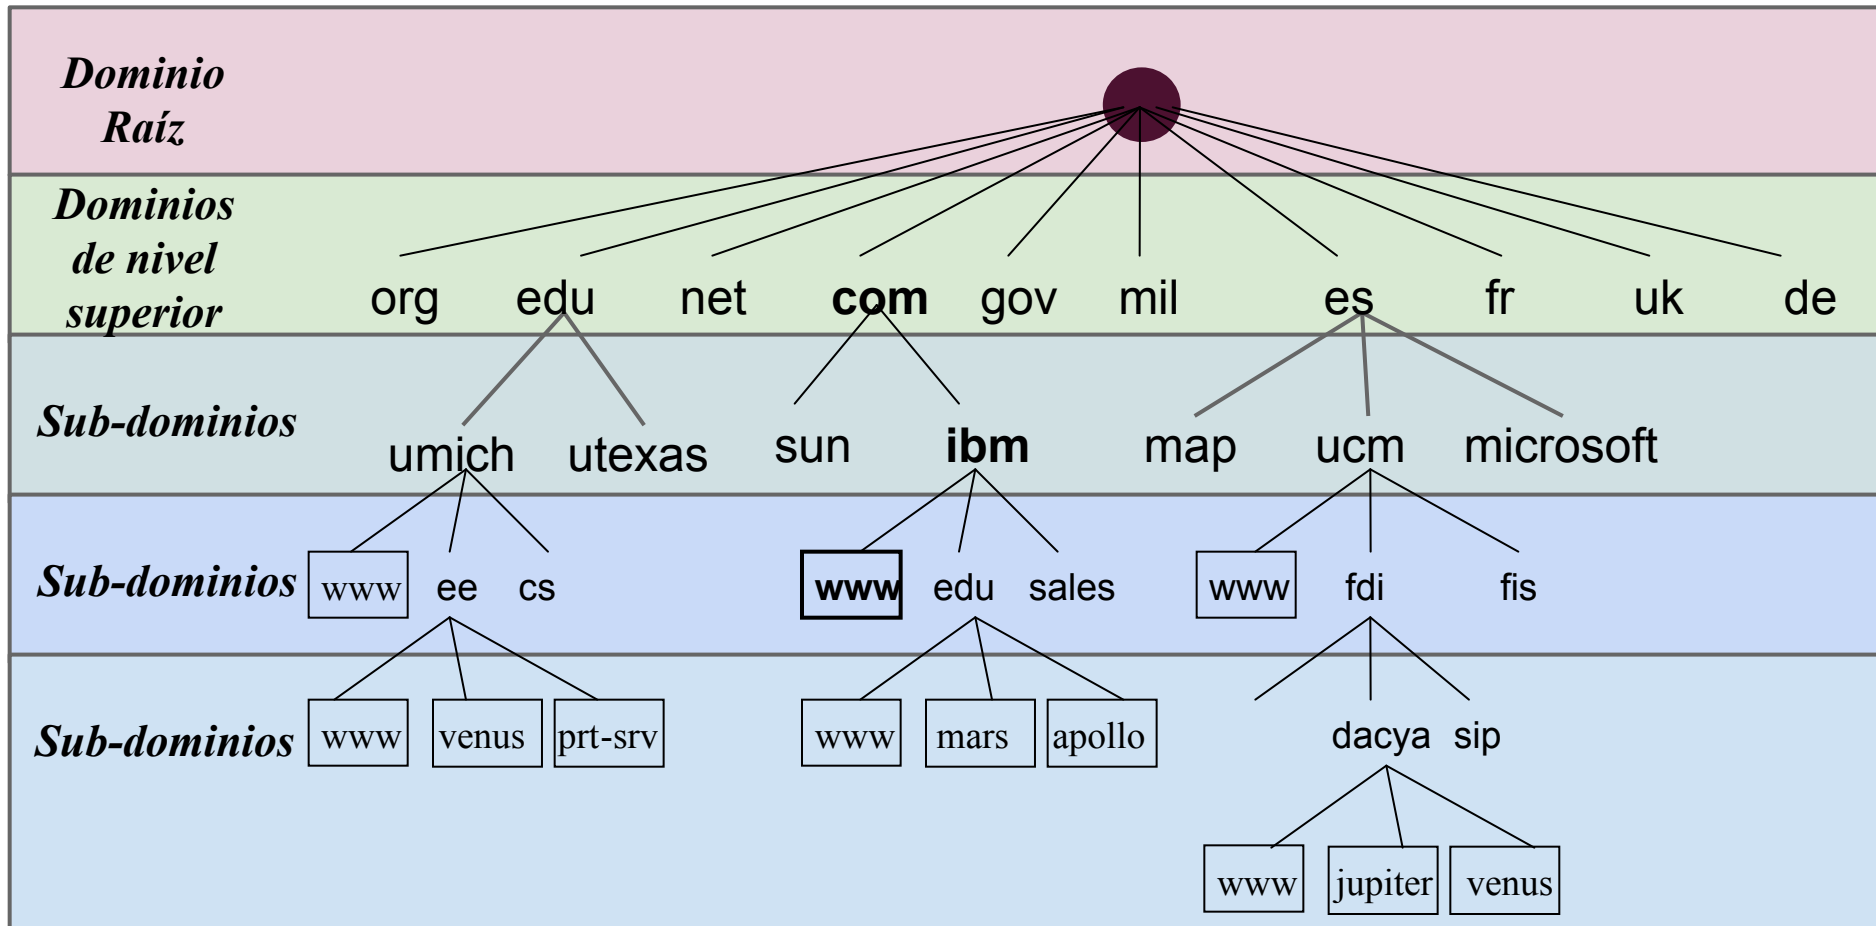 Dominio
Raíz
Dominios
de nivel
superior
org edu net com gov mil es fr uk de
Sub-dominios
umich utexas sun ibm map ucm microsoft
Sub-dominios
www ee cs www edu sales www fdi fis
Sub-dominios
www venus prt-srv www mars apollo dacya sip
www jupiter venus